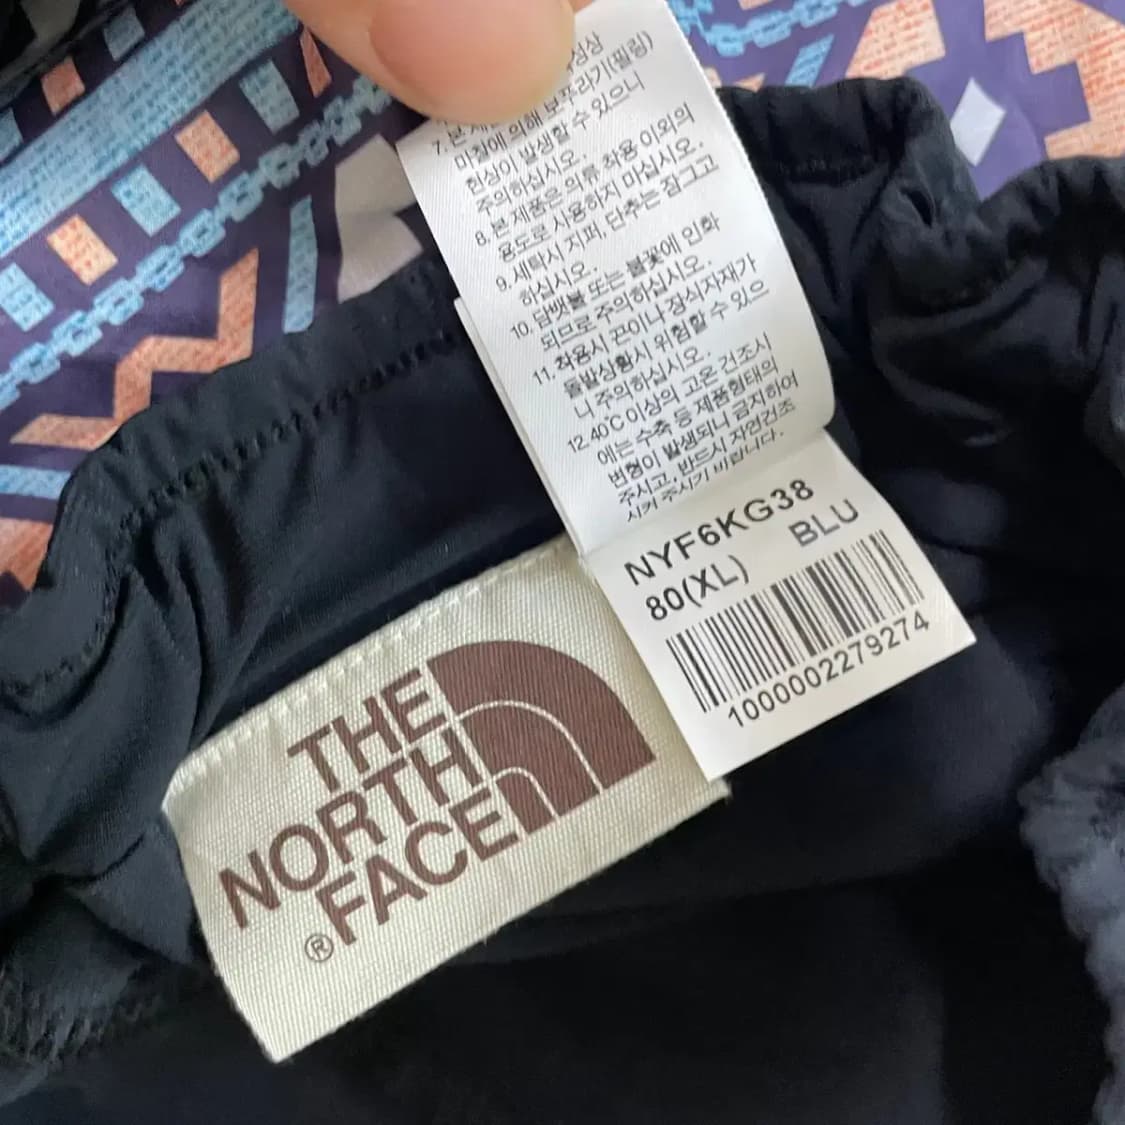 성상
7. 본 제
마찰에 의해 보푸라기(필링)
현상이 발생할 수 있으니
주의하십시오.
8. 본 제품은 의류 착용 이외의
용도로 사용하지 마십시오.
9. 세탁시 지퍼, 단추는 잠그고
하십시오.
10. 담뱃불 또는 불꽃에 인화
되므로 주의하십시오.
11. 착용시 끈이나 장식자재가
돌발상황시 위험할 수 있으
니 주의하십시오.
12. 40℃이상의 고온 건조시
에는 수축 등 제품형태의
변형이 발생되니 금지하여
주시고, 반드시 자연건조
시켜 주시기 바랍니다.
NYF6KG38
80(XL) BLU
1000002279274
THE
NORTH
FACE
®